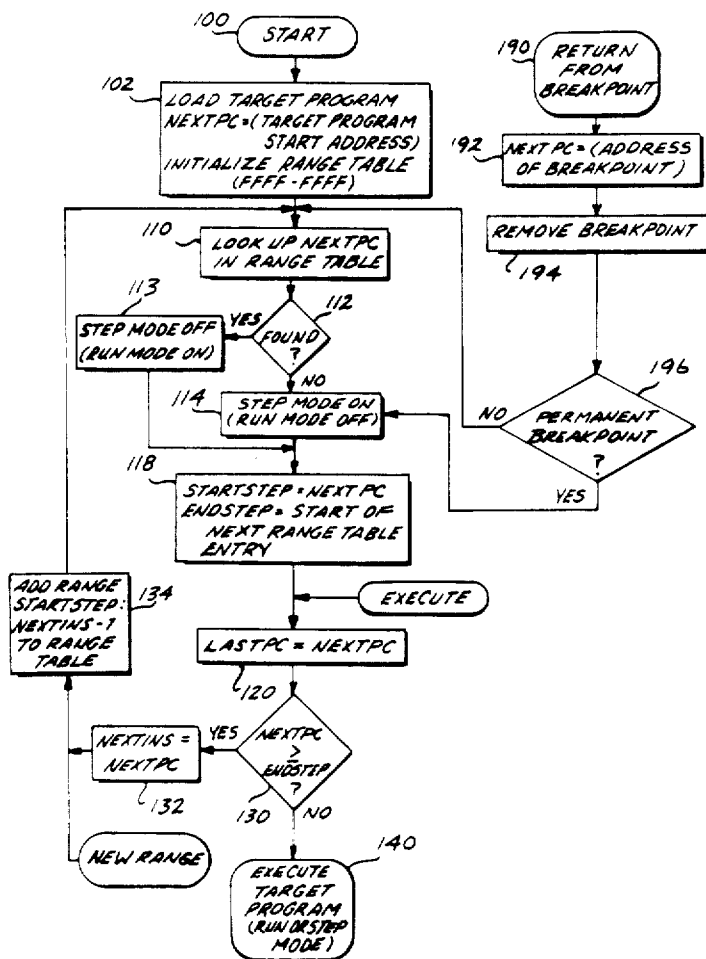 100
START
102
LOAD TARGET PROGRAM
NEXTPC=(TARGET PROGRAM
START ADDRESS)
INITIALIZE RANGE TABLE
(FFFF-FFFF)
190
RETURN
FROM
BREAKPOINT
192
NEXTPC=(ADDRESS
OF BREAKPOINT)
REMOVE BREAKPOINT
194
110
LOOK UP NEXTPC
IN RANGE TABLE
113
STEP MODE OFF
(RUN MODE ON)
YES
112
FOUND
?
NO
114
STEP MODE ON
(RUN MODE OFF)
196
NO
PERMANENT
BREAKPOINT
?
YES
118
STARTSTEP=NEXTPC
ENDSTEP=START OF
NEXT RANGE TABLE
ENTRY
ADD RANGE
STARTSTEP:
NEXTINS-1
TO RANGE
TABLE
134
EXECUTE
LASTPC=NEXTPC
120
NEXTINS=
NEXTPC
132
YES
NEXTPC
≥
ENDSTEP
?
130
NO
NEW RANGE
140
EXECUTE
TARGET
PROGRAM
(RUN OR STEP
MODE)